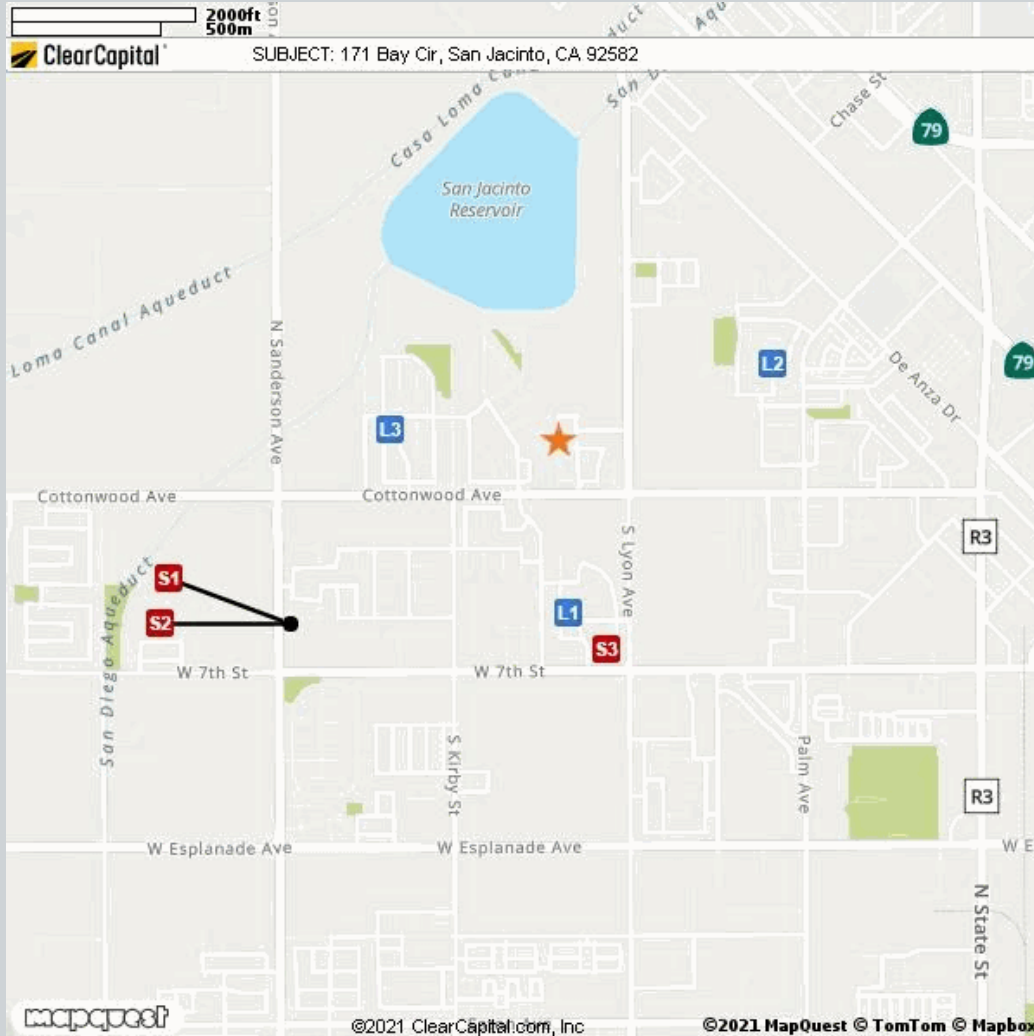 2000ft
500m
ClearCapital
SUBJECT: 171 Bay Cir, San Jacinto, CA 92582
Casa Loma
San
Chase St
79
San Jacinto
Reservoir
Loma Canal Aqueduct
N Sanderson Ave
L2
79
De Anza Dr
L3
Cottonwood Ave
Cottonwood Ave
R3
S Lyon Ave
S1
S2
L1
S3
San Diego Aqueduct
W 7th St
W 7th St
S Kirby St
Palm Ave
R3
W Esplanade Ave
W Esplanade Ave
N State St
mapquest
©2021 ClearCapital.com, Inc
©2021 MapQuest © TomTom © Mapbox